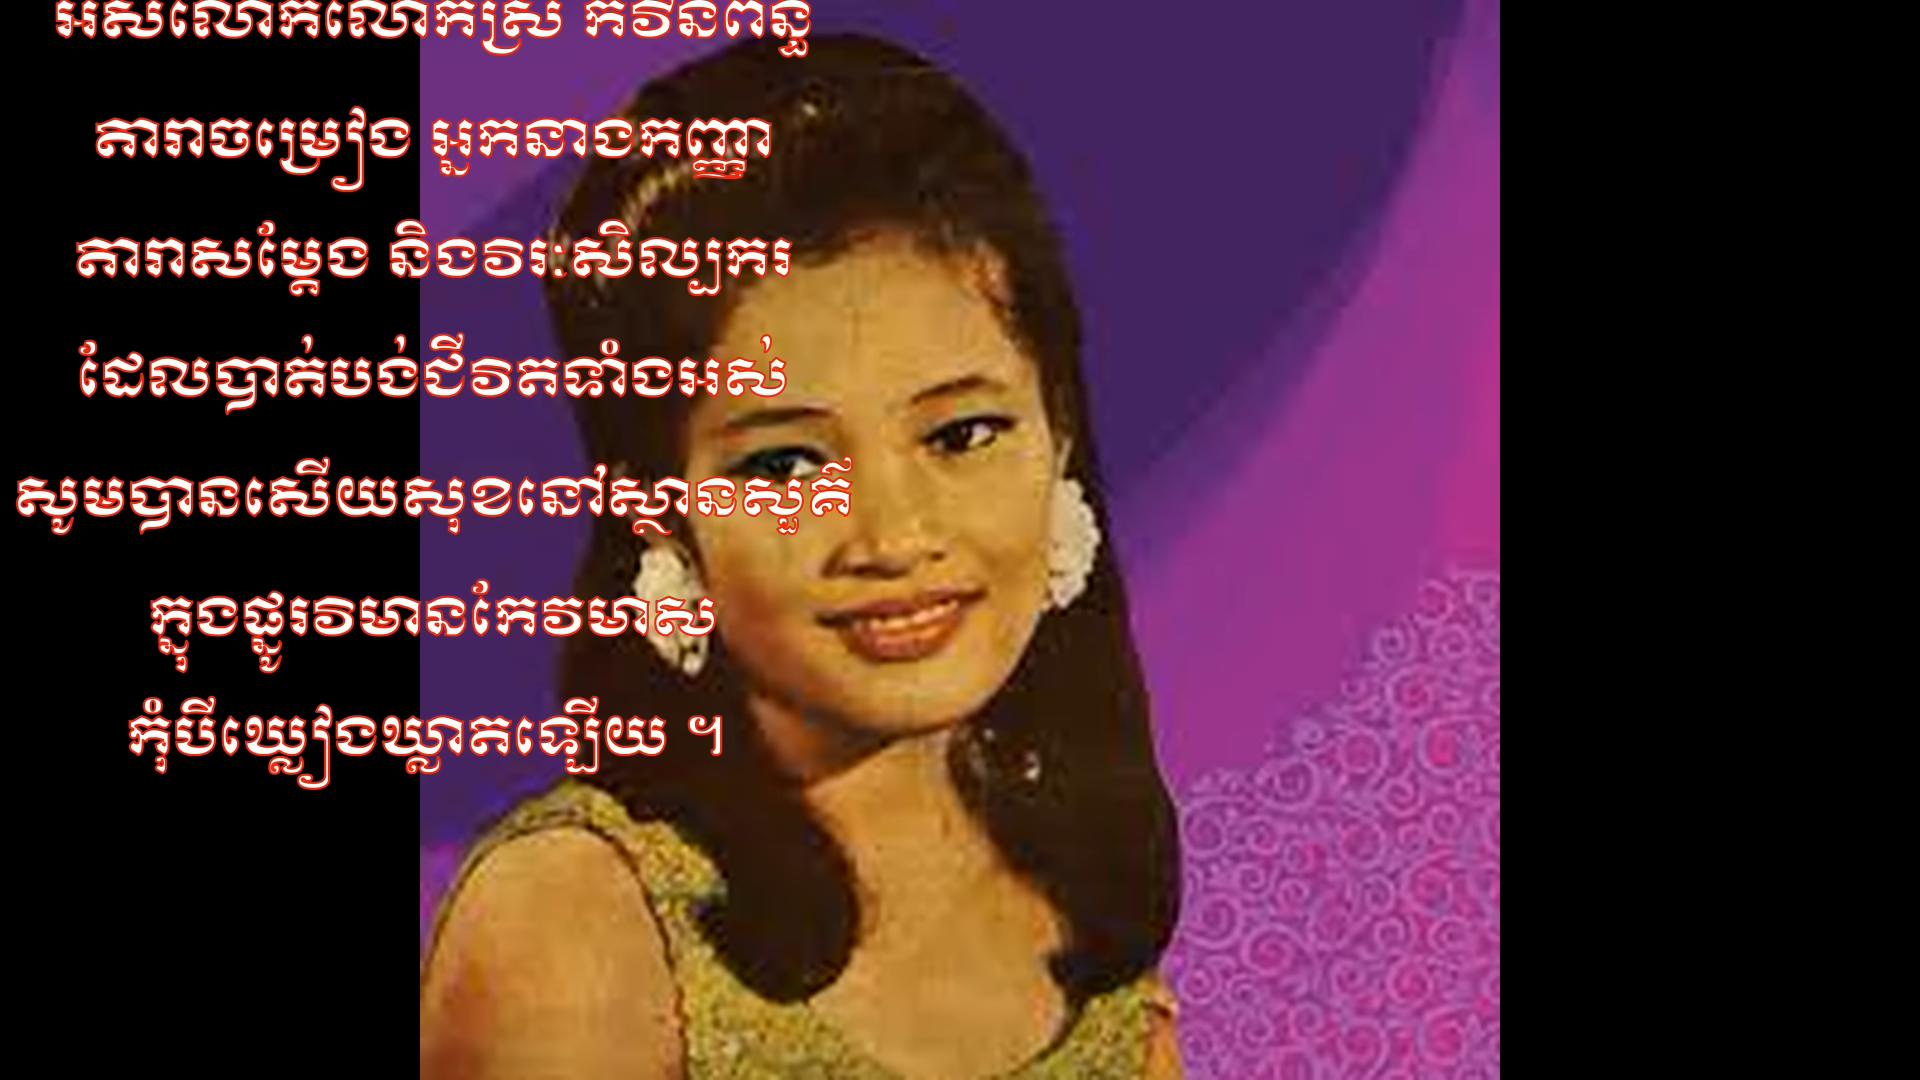 អស់លោកលោកស្រី កវីនិពន្ធ
តារាចម្រៀង អ្នកនាងកញ្ញា
តារាសម្ដែង និងវិរៈសិល្បករ
ដែលបាត់បង់ជីវិតទាំងអស់
សូមបានសើយសុខនៅស្ថានសួគ៌
ក្នុងផ្នូរវិមានកែវមាស
កុំបីឃ្លៀងឃ្លាតឡើយ ។